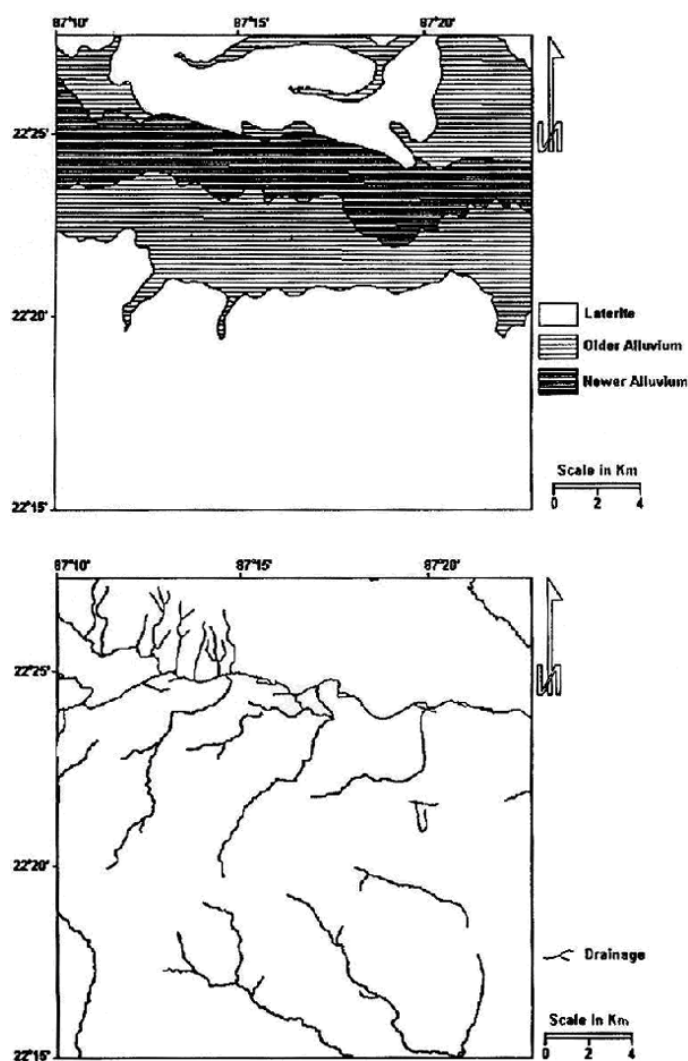 87°10' 87°15' 87°20'
22°25'
22°20'
22°15'
N
Laterite
Older Alluvium
Newer Alluvium
Scale in Km
0 2 4
87°10' 87°15' 87°20'
22°25'
22°20'
22°15'
N
Drainage
Scale in Km
0 2 4